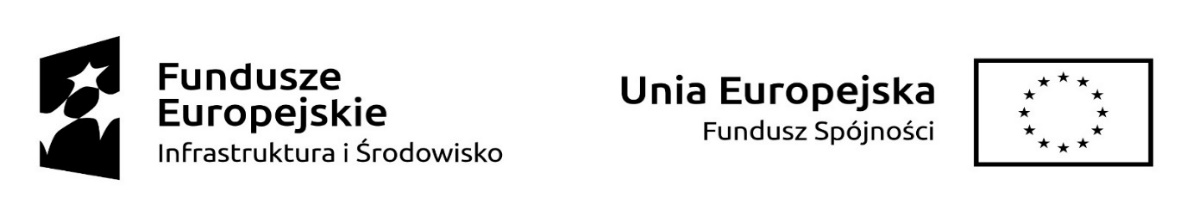 Fundusze
Europejskie
Infrastruktura i Środowisko
Unia Europejska
Fundusz Spójności